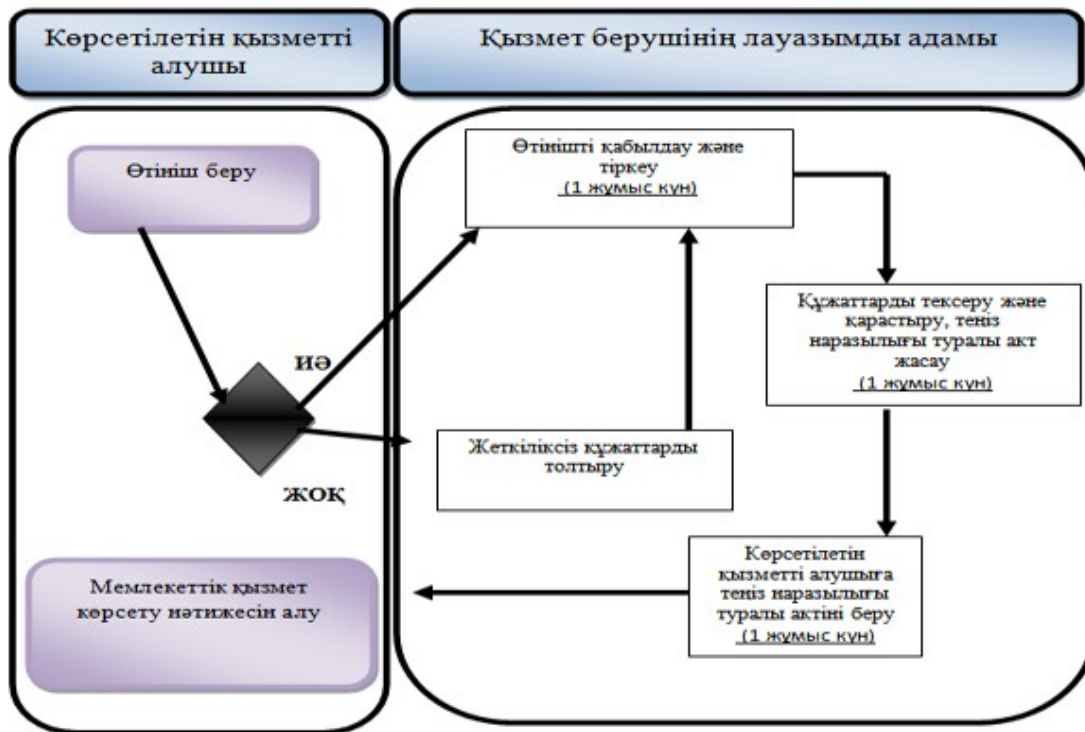 Көрсетілетін қызметті
алушы
Қызмет берушінің лауазымды адамы
Өтініш беру
Өтінішті қабылдау және
тіркеу
(1 жұмыс күн)
Құжаттарды тексеру және
қарастыру, теңіз
наразылығы туралы акт
жасау
(1 жұмыс күн)
ИӘ
Жеткіліксіз құжаттарды
толтыру
ЖОҚ
Көрсетілетін
қызметті алушыға
теңіз наразылығы
туралы актіні беру
(1 жұмыс күн)
Мемлекеттік қызмет
көрсету нәтижесін алу